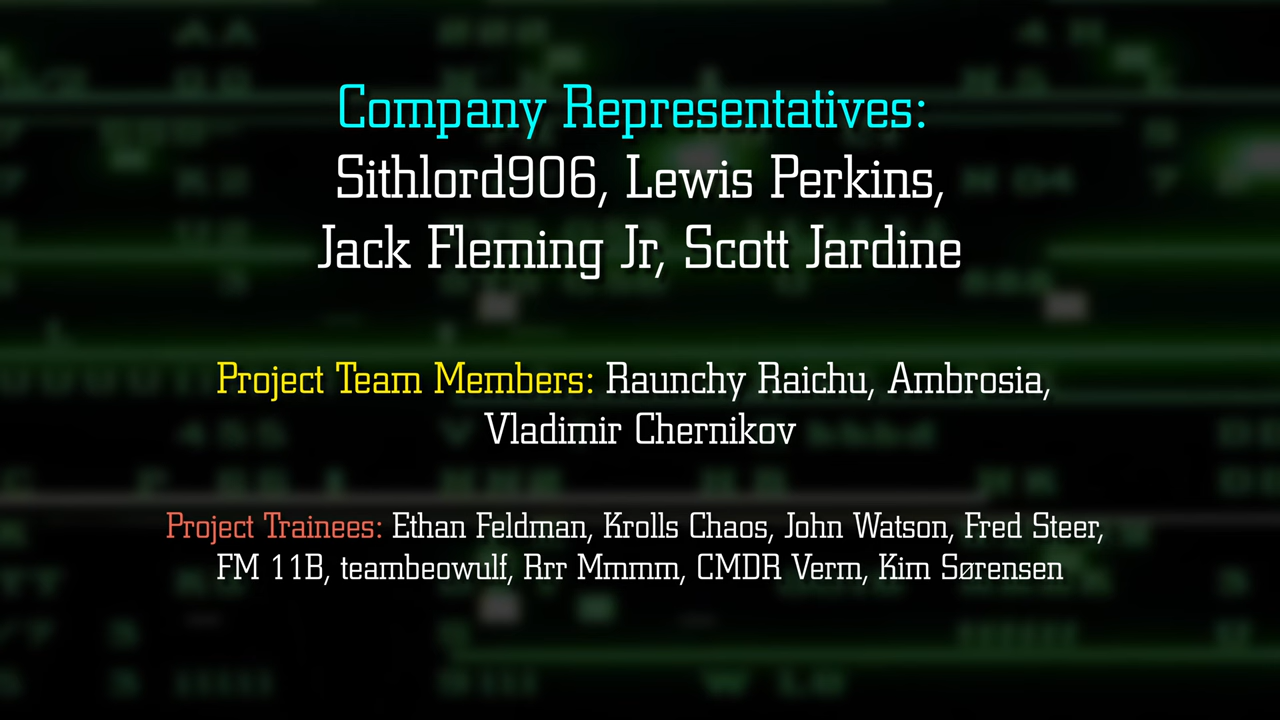 Company Representatives:
Sithlord906, Lewis Perkins,
Jack Fleming Jr, Scott Jardine
Project Team Members: Raunchy Raichu, Ambrosia,
Vladimir Chernikov
Project Trainees: Ethan Feldman, Krolls Chaos, John Watson, Fred Steer,
FM 11B, teambeowulf, Rrr Mmmm, CMDR Verm, Kim Sørensen